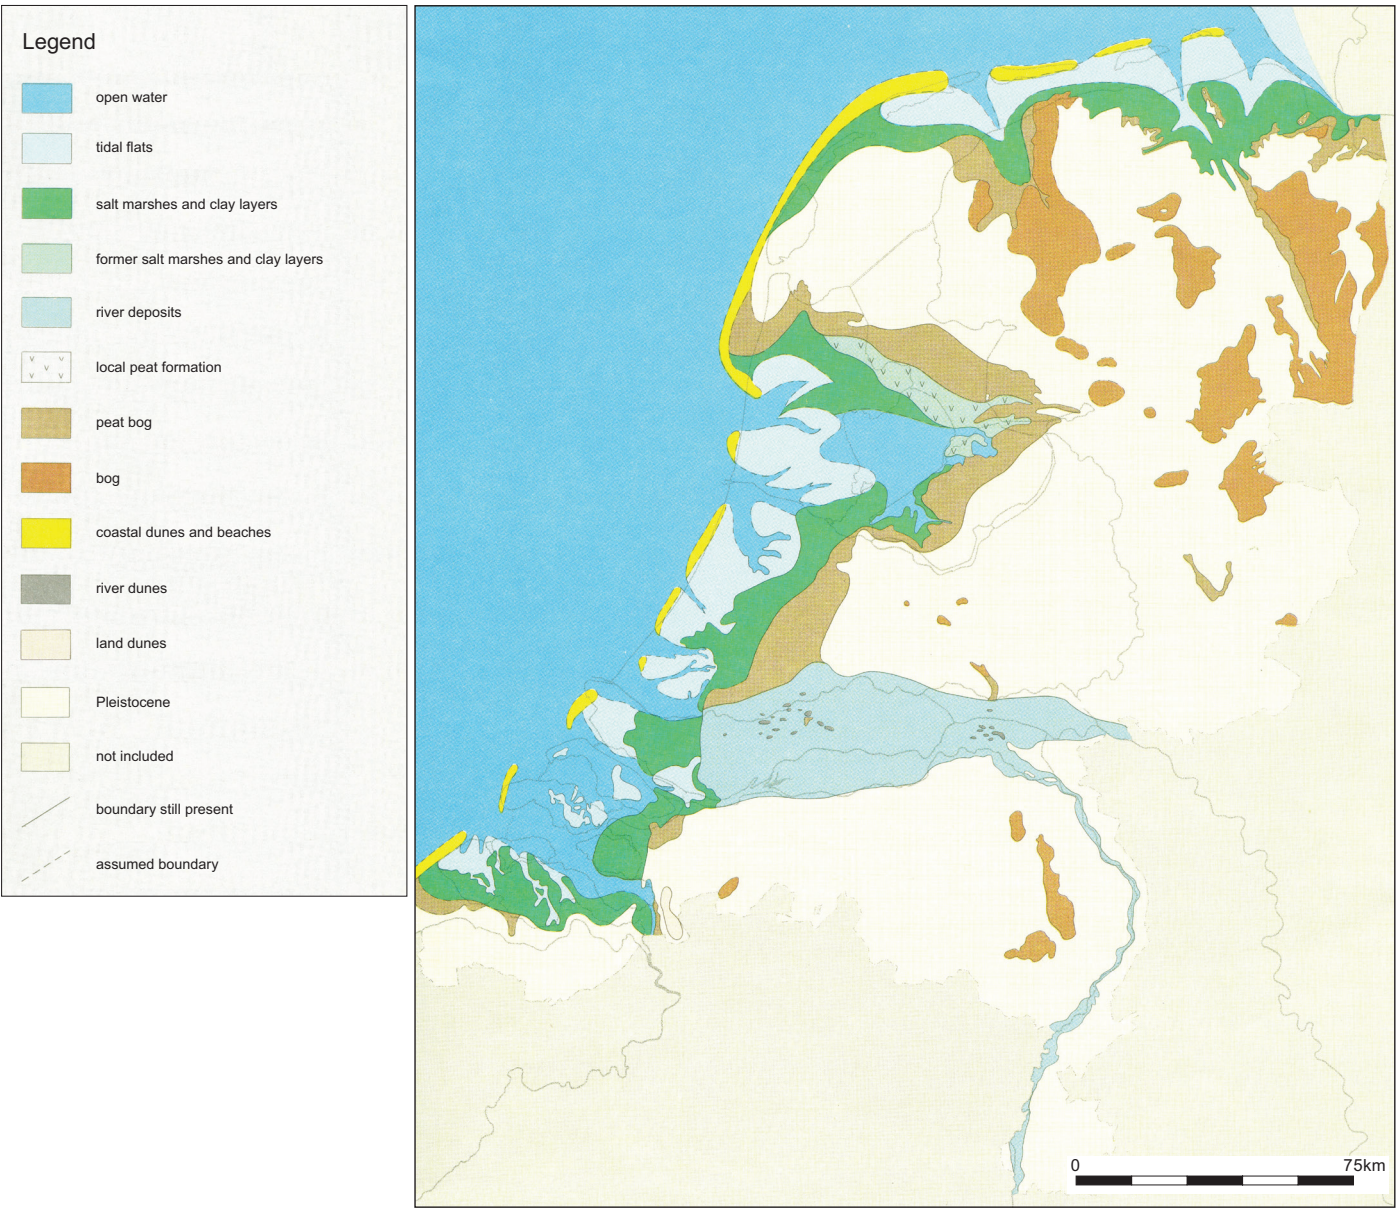 Legend
open water
tidal flats
salt marshes and clay layers
former salt marshes and clay layers
river deposits
local peat formation
peat bog
bog
coastal dunes and beaches
river dunes
land dunes
Pleistocene
not included
boundary still present
assumed boundary
0 75km